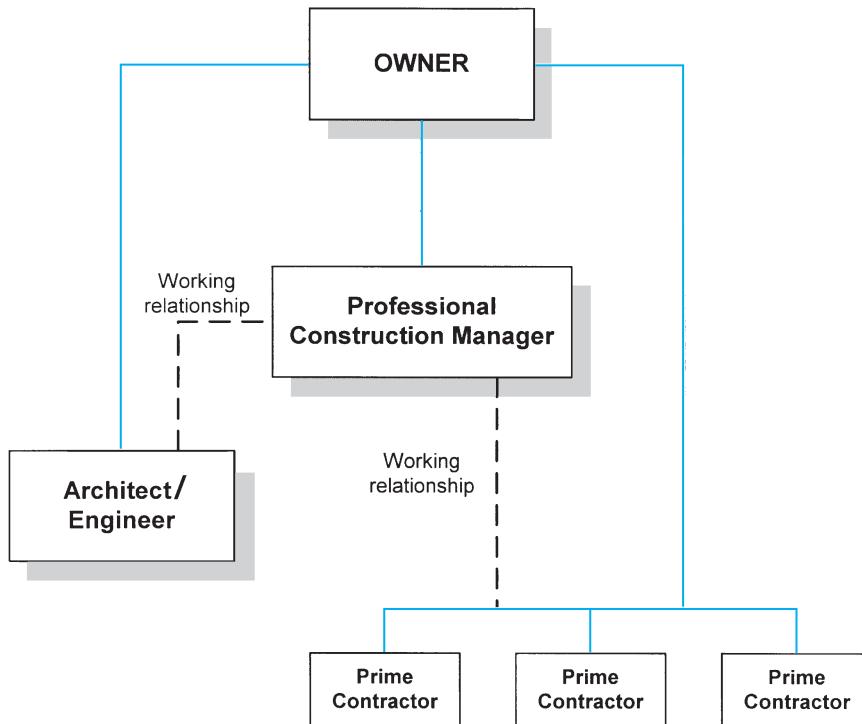 OWNER
Working
relationship
Professional
Construction Manager
Architect/
Engineer
Working
relationship
Prime
Contractor
Prime
Contractor
Prime
Contractor